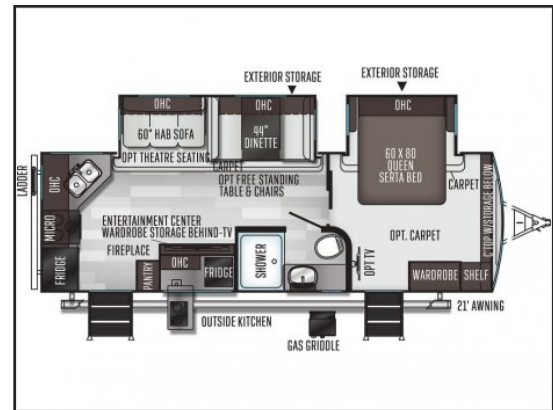 EXTERIOR STORAGE
EXTERIOR STORAGE
OHC
OHC
OHC
60" HAB SOFA
44"
DINETTE
OPT THEATRE SEATING
CARPET
OPT FREE STANDING
TABLE & CHAIRS
60 X 80
QUEEN
SERTA BED
CARPET
LADDER
OHC
MICRO
FRIDGE
ENTERTAINMENT CENTER
WARDROBE STORAGE BEHIND-TV
FIREPLACE
PANTRY
OHC
FRIDGE
SHOWER
OPT TV
OPT. CARPET
C'TOP W/STORAGE BELOW
WARDROBE
SHELF
21' AWNING
OUTSIDE KITCHEN
GAS GRIDDLE